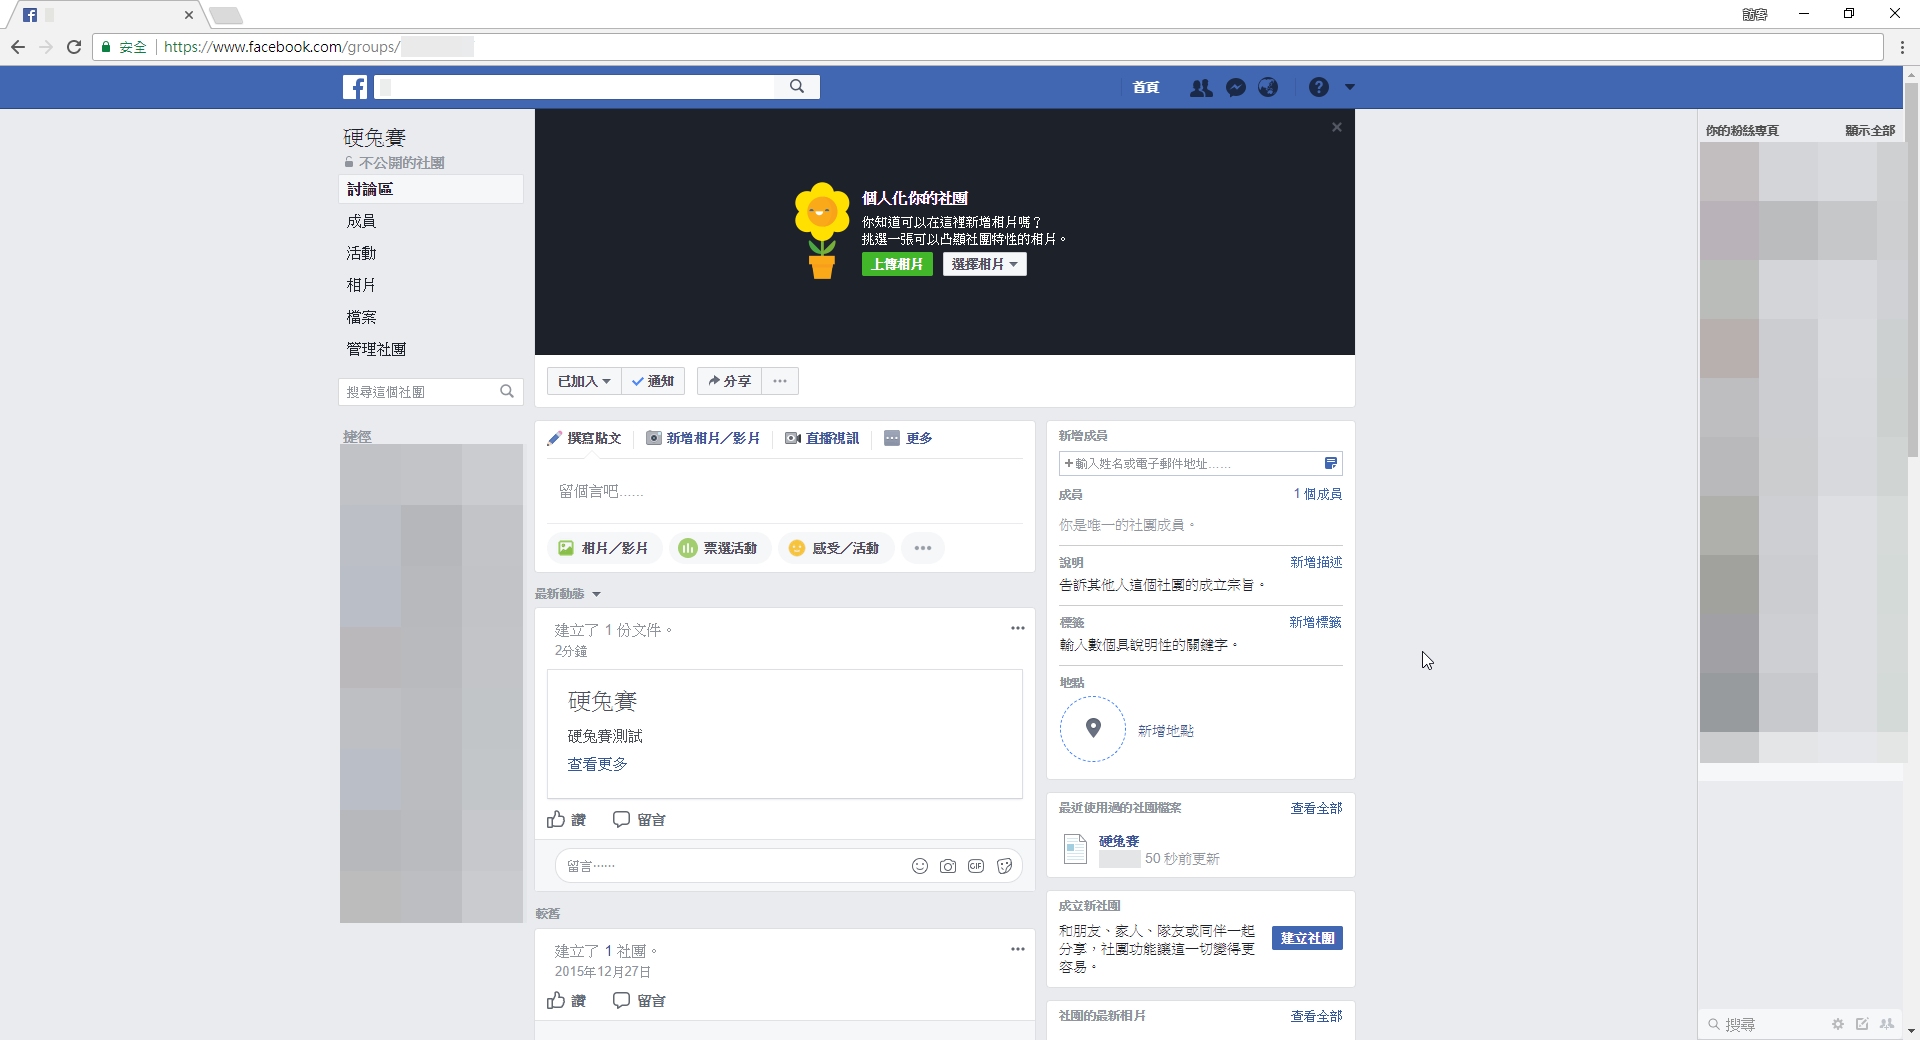 訪客
安全 https://www.facebook.com/groups/
首頁
硬兔賽
不公開的社團
討論區
成員
活動
相片
檔案
管理社團
搜尋這個社團
捷徑
個人化你的社團
你知道可以在這裡新增相片嗎？
挑選一張可以凸顯社團特性的相片。
上傳相片 選擇相片
已加入 通知 分享
撰寫貼文 新增相片／影片 直播視訊 更多
留個言吧……
相片／影片 票選活動 感受／活動
最新動態
建立了 1 份文件。
2分鐘
硬兔賽
硬兔賽測試
查看更多
讚 留言
留言……
GIF
較舊
建立了 1 社團。
2015年12月27日
讚 留言
新增成員
+輸入姓名或電子郵件地址……
成員 1 個成員
你是唯一的社團成員。
說明 新增描述
告訴其他人這個社團的成立宗旨。
標籤 新增標籤
輸入數個具說明性的關鍵字。
地點
新增地點
最近使用過的社團檔案 查看全部
硬兔賽
50 秒前更新
成立新社團
和朋友、家人、隊友或同伴一起
分享，社團功能讓這一切變得更
容易。
建立社團
社團的最新相片 查看全部
你的粉絲專頁 顯示全部
搜尋